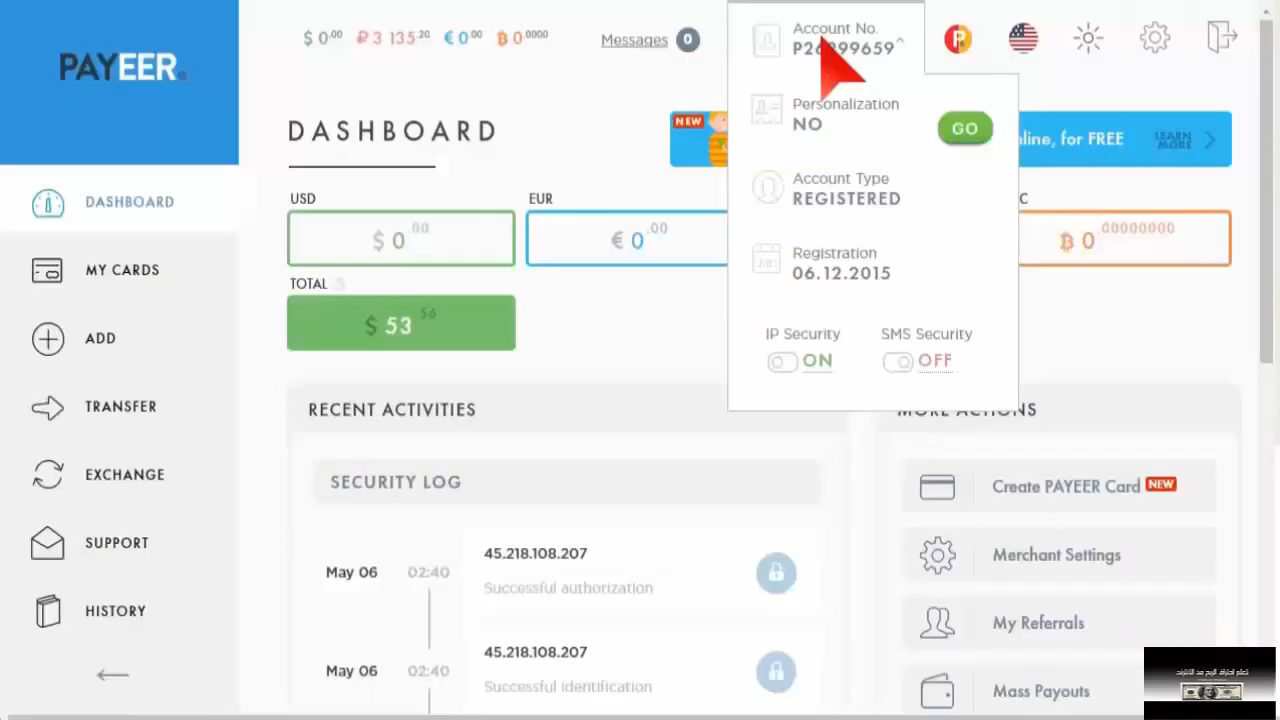 PAYEER
$ 0.00 ₽ 3 135.20 € 0.00 ₿ 0.0000
Messages 0
Account No.
DASHBOARD
NEW
Personalization
NO
GO
nline, for FREE
LEARN MORE
Account Type
REGISTERED
Registration
06.12.2015
IP Security
ON
SMS Security
OFF
DASHBOARD
MY CARDS
ADD
TRANSFER
EXCHANGE
SUPPORT
HISTORY
USD
$ 0.00
EUR
€ 0.00
C
₿ 0.00000000
TOTAL
$ 53.56
RECENT ACTIVITIES
SECURITY LOG
May 06 02:40
45.218.108.207
Successful authorization
May 06 02:40
45.218.108.207
Successful identification
MORE ACTIONS
Create PAYEER Card NEW
Merchant Settings
My Referrals
Mass Payouts